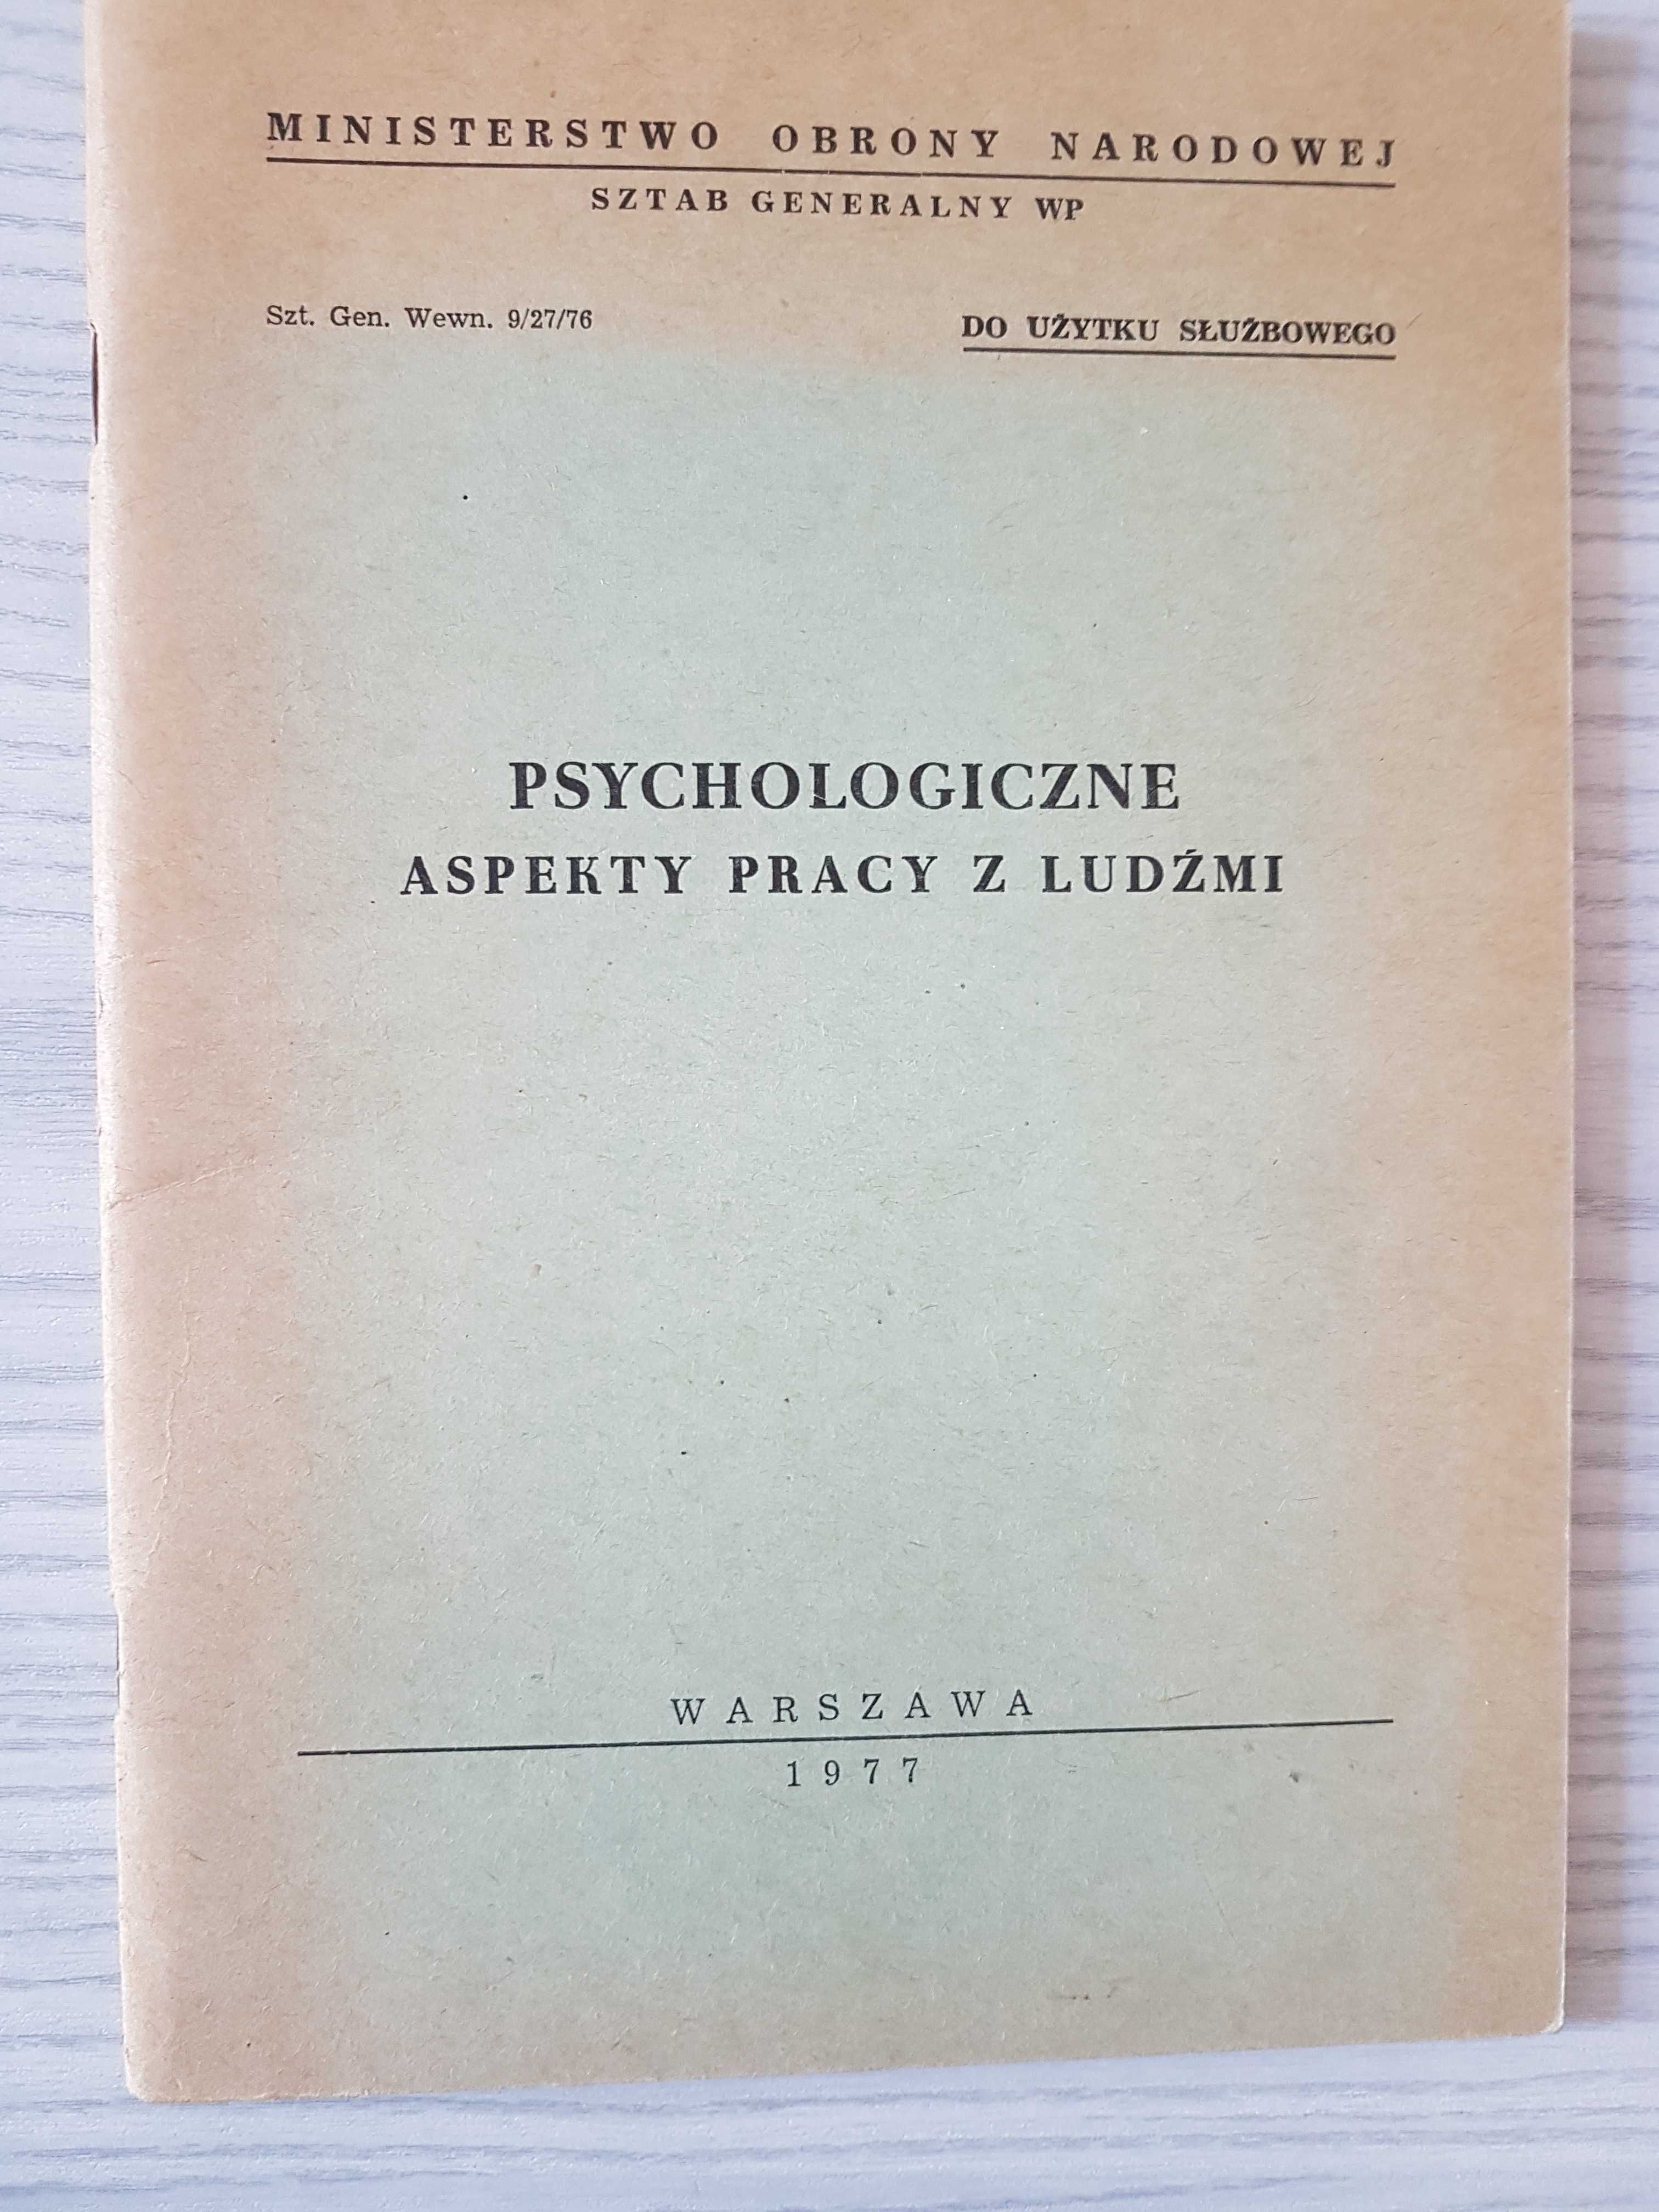 MINISTERSTWO OBRONY NARODOWEJ
SZTAB GENERALNY WP
Szt. Gen. Wewn. 9/27/76
DO UŻYTKU SŁUŻBOWEGO
PSYCHOLOGICZNE
ASPEKTY PRACY Z LUDŹMI
WARSZAWA
1977